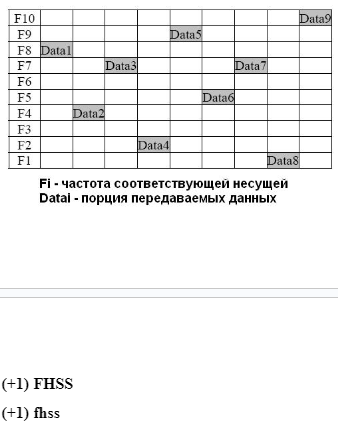 F10 Data9
F9 Data5
F8 Data1
F7 Data3 Data7
F6
F5 Data6
F4 Data2
F3
F2 Data4
F1 Data8
Fi - частота соответствующей несущей
Datai - порция передаваемых данных
(+1) FHSS
(+1) fhss